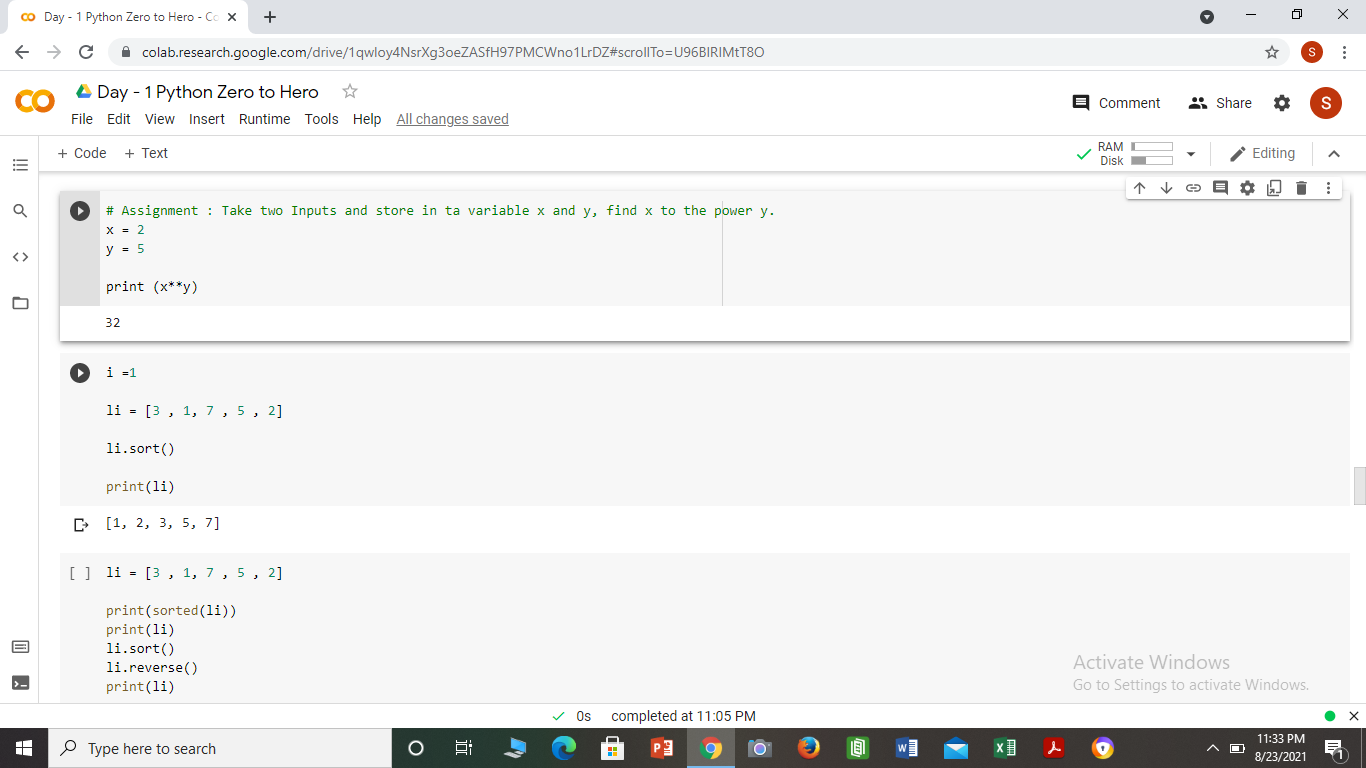 Day - 1 Python Zero to Hero - Co
colab.research.google.com/drive/1qwIoy4NsrXg3oeZASfH97PMCWno1LrDZ#scrollTo=U96BIRIMtT8O
S
Day - 1 Python Zero to Hero
File Edit View Insert Runtime Tools Help All changes saved
Comment Share S
+ Code + Text
RAM
Disk
Editing
# Assignment : Take two Inputs and store in ta variable x and y, find x to the power y.
x = 2
y = 5
print (x**y)
32
i =1
li = [3 , 1, 7 , 5 , 2]
li.sort()
print(li)
[1, 2, 3, 5, 7]
[ ] li = [3 , 1, 7 , 5 , 2]
print(sorted(li))
print(li)
li.sort()
li.reverse()
print(li)
Activate Windows
Go to Settings to activate Windows.
0s completed at 11:05 PM
Type here to search
11:33 PM
8/23/2021
1